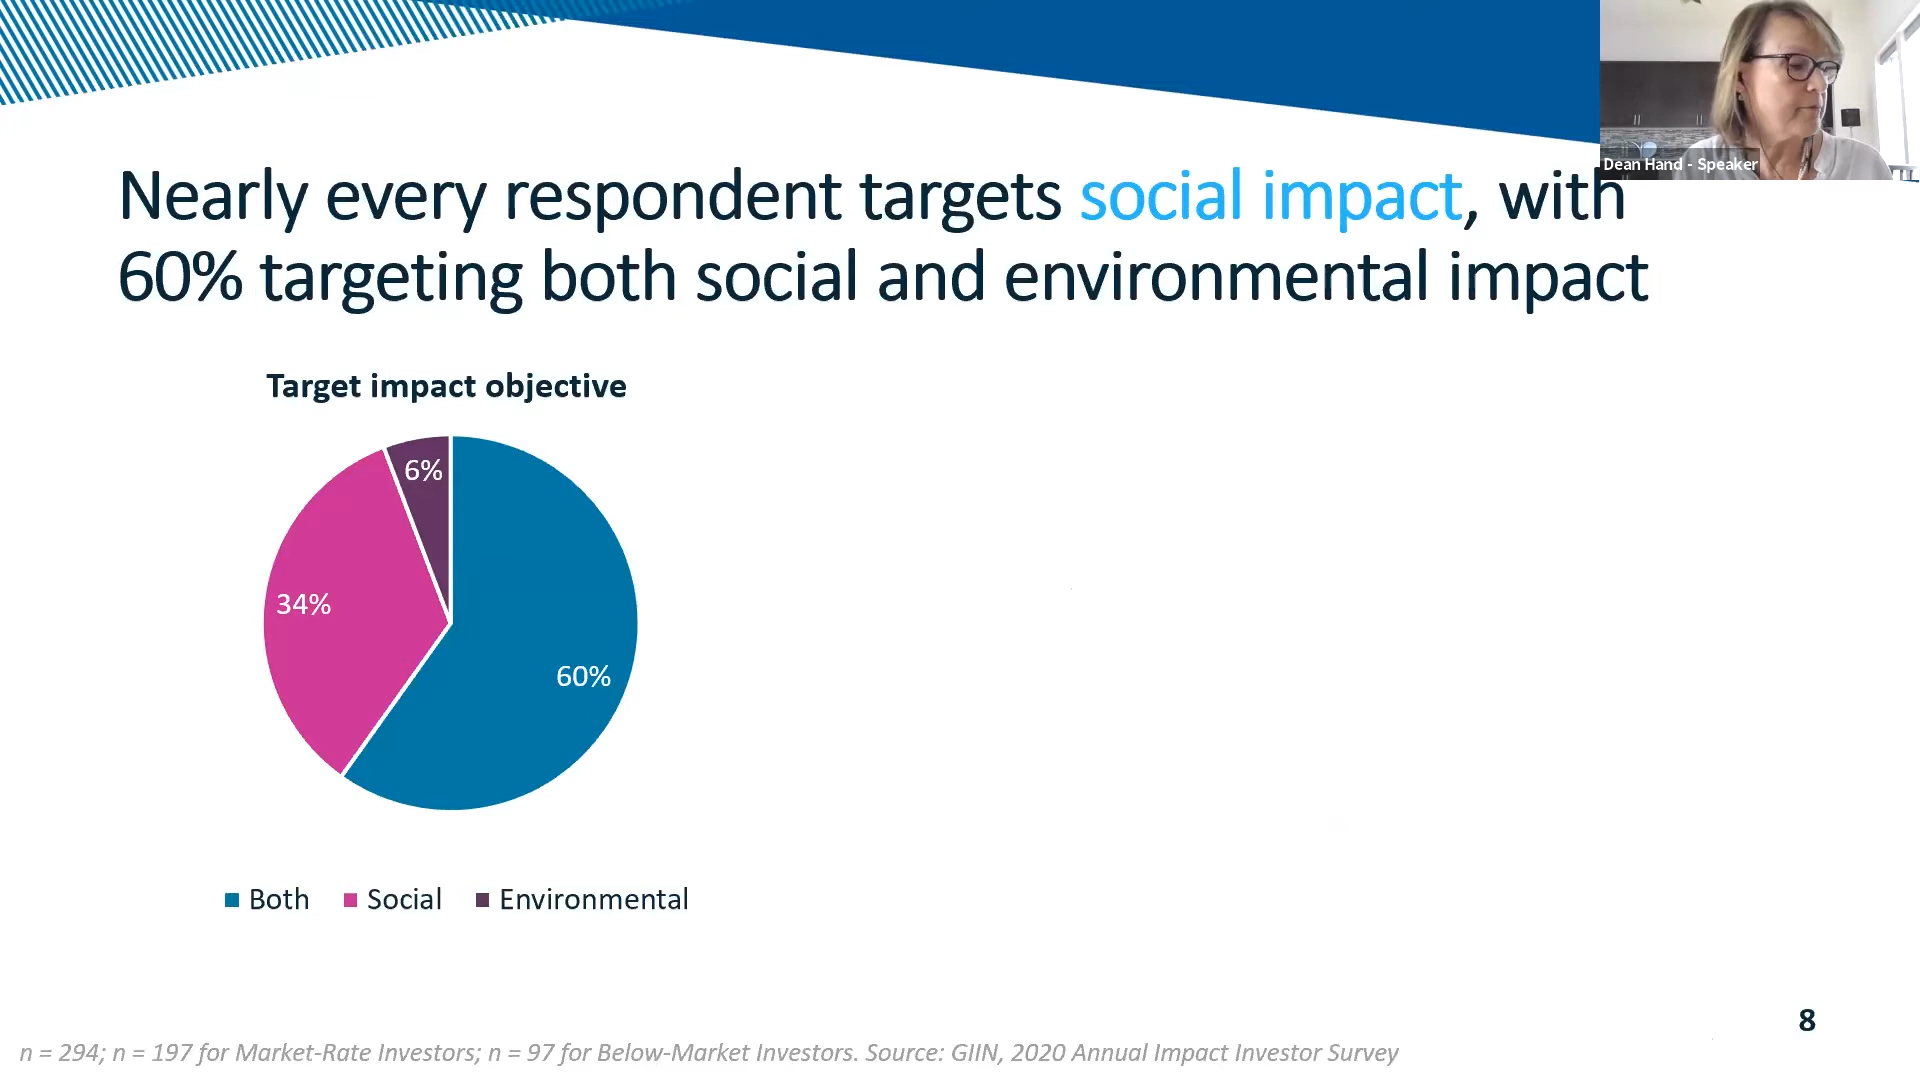 Dean Hand - Speaker
Nearly every respondent targets social impact, with
60% targeting both social and environmental impact
Target impact objective
6%
34%
60%
Both Social Environmental
8
n = 294; n = 197 for Market-Rate Investors; n = 97 for Below-Market Investors. Source: GIIN, 2020 Annual Impact Investor Survey